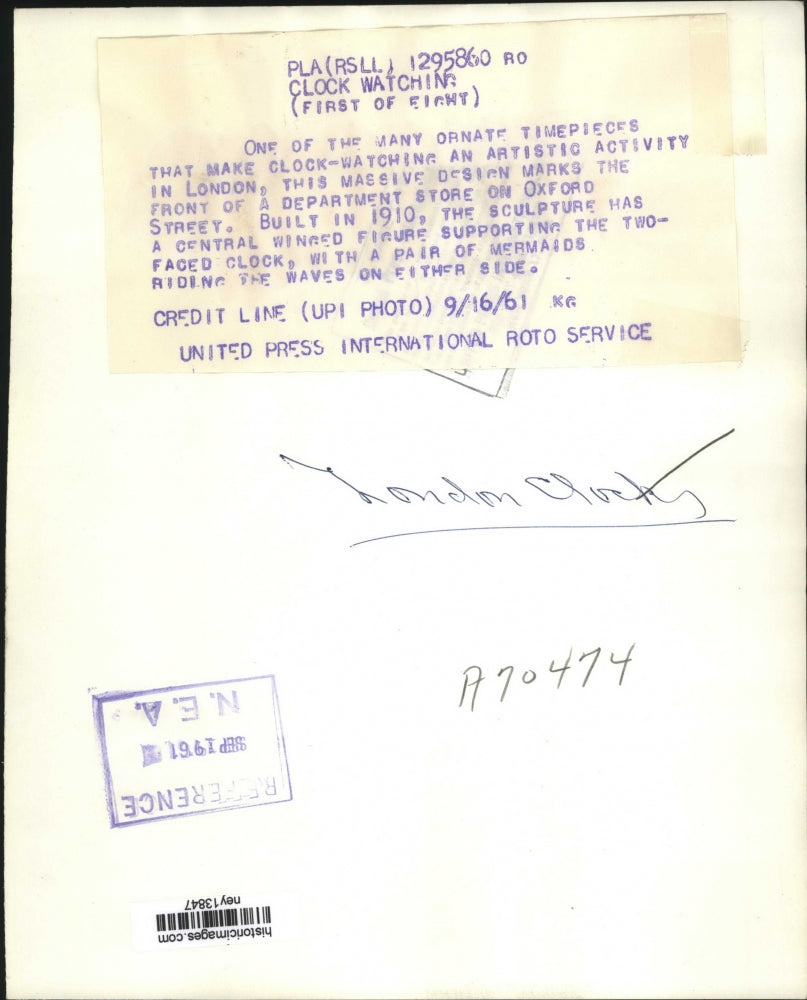 PLA(RSLL) 1295860 RO
CLOCK WATCHING
(FIRST OF EIGHT)
ONE OF THE MANY ORNATE TIMEPIECES
THAT MAKE CLOCK-WATCHING AN ARTISTIC ACTIVITY
IN LONDON, THIS MASSIVE DESIGN MARKS THE
FRONT OF A DEPARTMENT STORE ON OXFORD
STREET. BUILT IN 1910, THE SCULPTURE HAS
A CENTRAL WINGED FIGURE SUPPORTING THE TWO-
FACED CLOCK, WITH A PAIR OF MERMAIDS
RIDING THE WAVES ON EITHER SIDE.
CREDIT LINE (UPI PHOTO) 9/16/61 KG
UNITED PRESS INTERNATIONAL ROTO SERVICE
London Clocks
A70474
REFERENCE
SEP 1961
N.E.A.
historicimages.com
ney13847